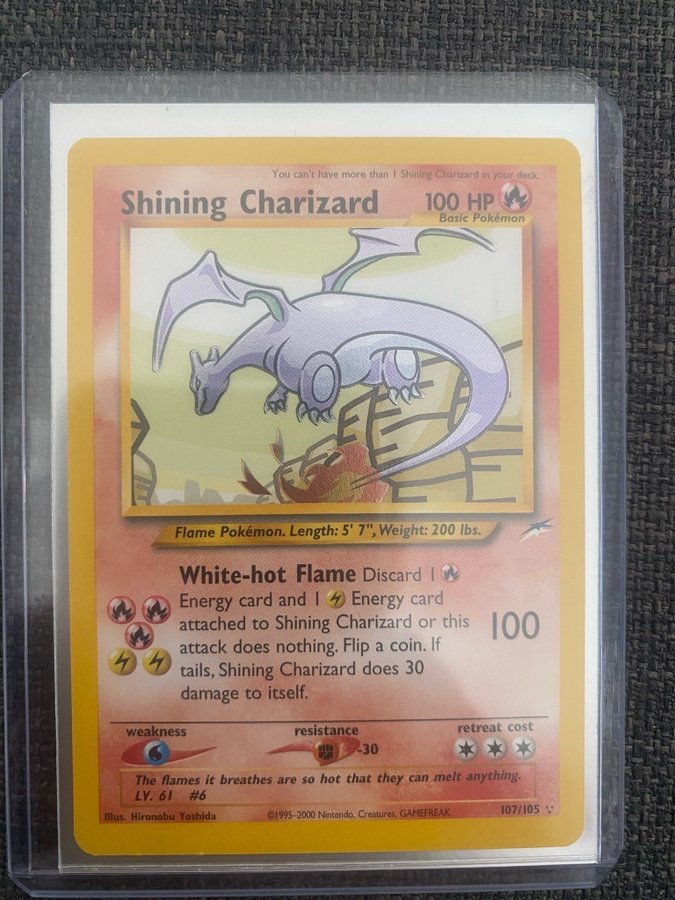 You can't have more than 1 Shining Charizard in your deck.
Shining Charizard 100 HP
Basic Pokémon
Flame Pokémon. Length: 5' 7", Weight: 200 lbs.
White-hot Flame Discard 1
Energy card and 1 Energy card
attached to Shining Charizard or this
attack does nothing. Flip a coin. If
tails, Shining Charizard does 30
damage to itself.
100
weakness resistance retreat cost
-30
The flames it breathes are so hot that they can melt anything.
LV. 61 #6
Illus. Hironobu Yoshida ©1995-2000 Nintendo, Creatures, GAMEFREAK. 107/105